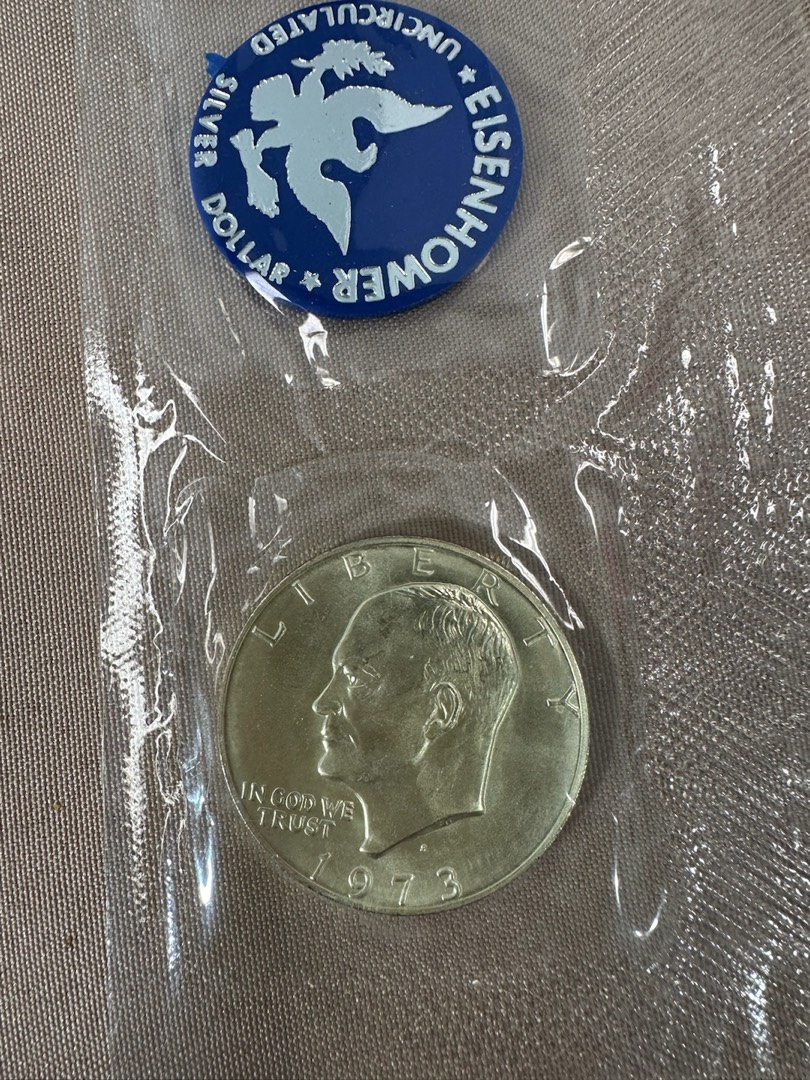 ★ EISENHOWER ★
UNCIRCULATED SILVER DOLLAR
LIBERTY
IN GOD WE
TRUST
S
1973